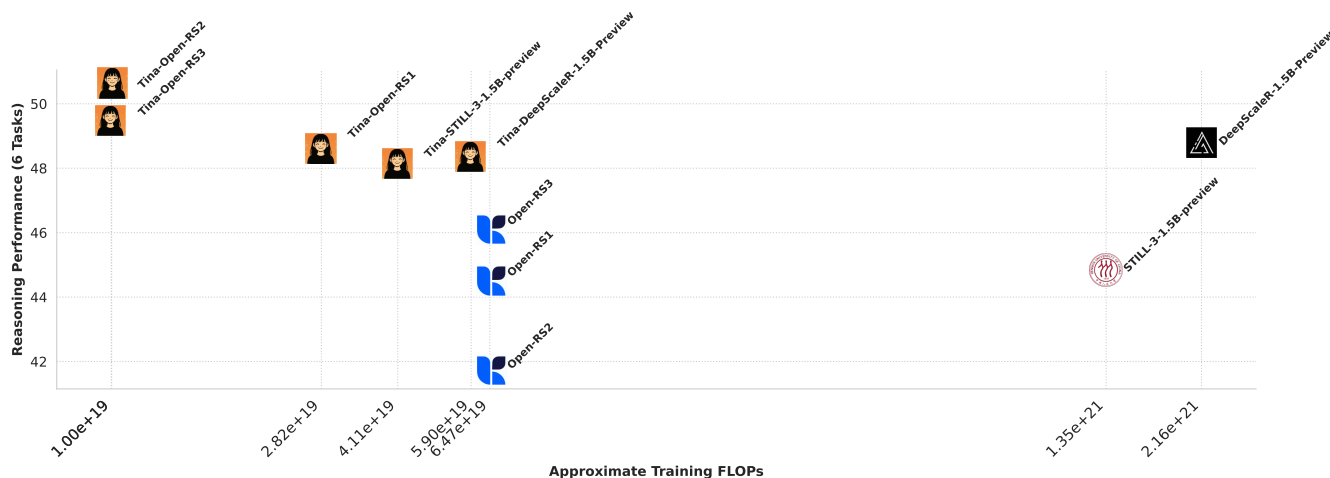 Reasoning Performance (6 Tasks)
50
48
46
44
42
Tina-Open-RS2
Tina-Open-RS3
Tina-Open-RS1
Tina-STILL-3-1.5B-preview
Tina-DeepScaleR-1.5B-Preview
Open-RS3
Open-RS1
Open-RS2
STILL-3-1.5B-preview
DeepScaleR-1.5B-Preview
1.00e+19
2.82e+19
4.11e+19
5.90e+19
6.47e+19
1.35e+21
2.16e+21
Approximate Training FLOPs